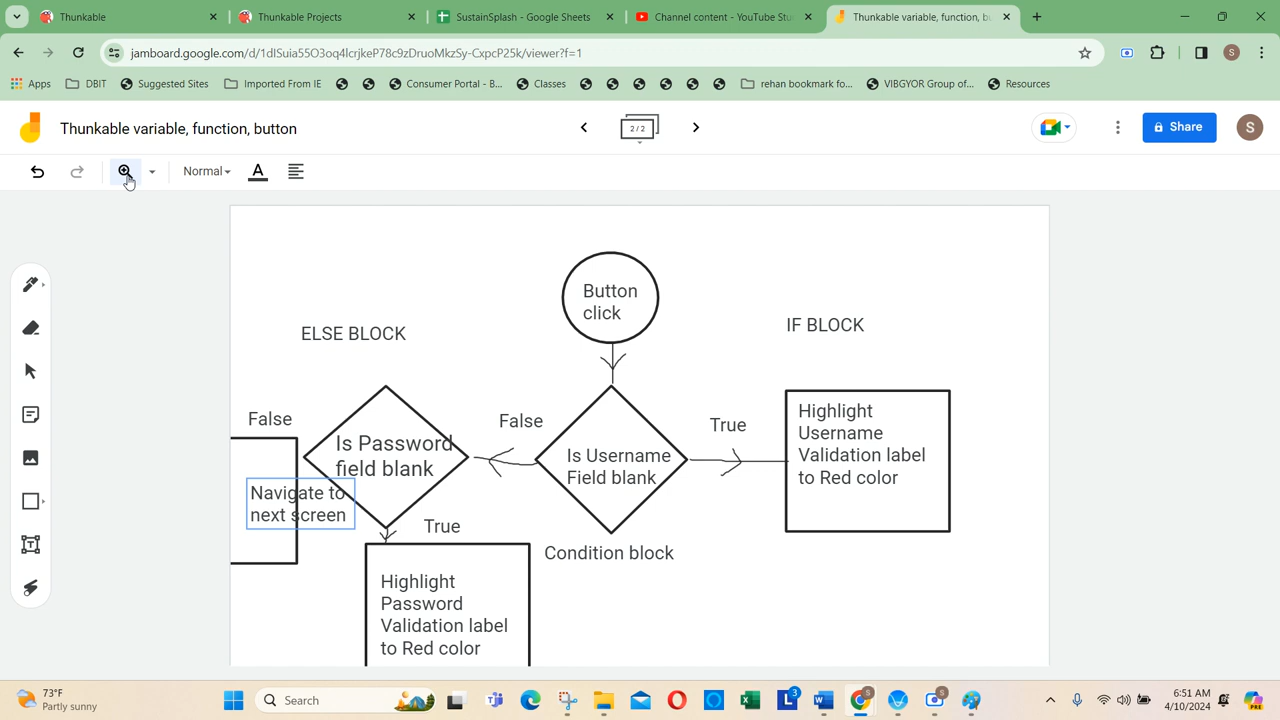 Thunkable
Thunkable Projects
SustainSplash - Google Sheets
Channel content - YouTube Stu
Thunkable variable, function, bu
jamboard.google.com/d/1dISuia55O3oq4lcrjkeP78c9zDruoMkzSy-CxpcP25k/viewer?f=1
S
Apps
DBIT
Suggested Sites
Imported From IE
Consumer Portal - B...
Classes
rehan bookmark fo...
VIBGYOR Group of...
Resources
Thunkable variable, function, button
2 / 2
Share
S
Normal
A
Button
click
ELSE BLOCK
IF BLOCK
False
Is Password
field blank
False
Is Username
Field blank
True
Highlight
Username
Validation label
to Red color
Navigate to
next screen
True
Condition block
Highlight
Password
Validation label
to Red color
73°F
Partly sunny
Search
3
6:51 AM
4/10/2024